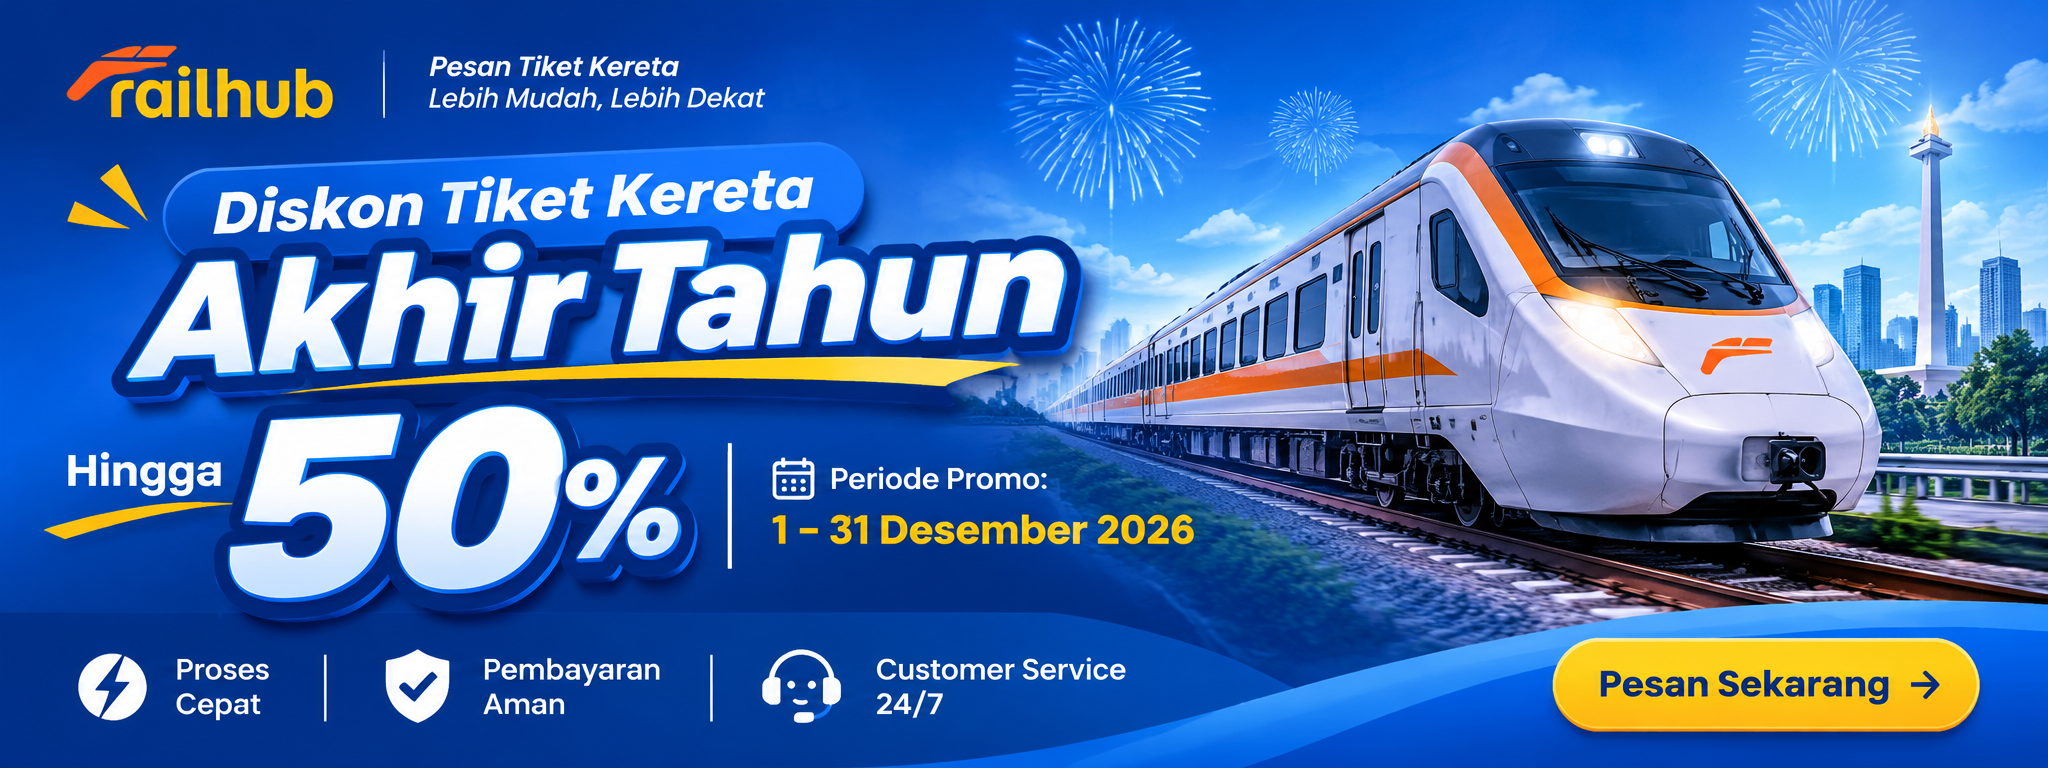 railhub
Pesan Tiket Kereta
Lebih Mudah, Lebih Dekat
Diskon Tiket Kereta
Akhir Tahun
Hingga
50%
Periode Promo:
1 – 31 Desember 2026
Proses
Cepat
Pembayaran
Aman
Customer Service
24/7
Pesan Sekarang →